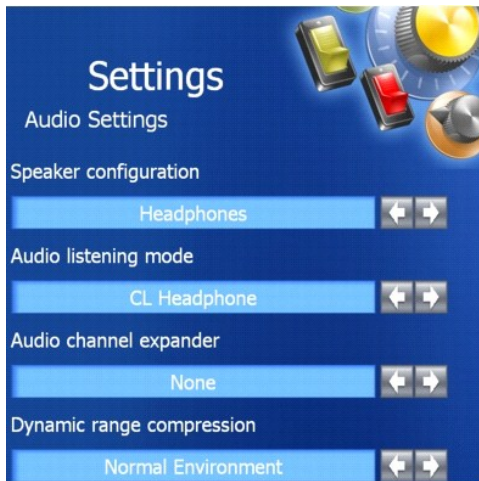 Settings
Audio Settings
Speaker configuration
Headphones
Audio listening mode
CL Headphone
Audio channel expander
None
Dynamic range compression
Normal Environment